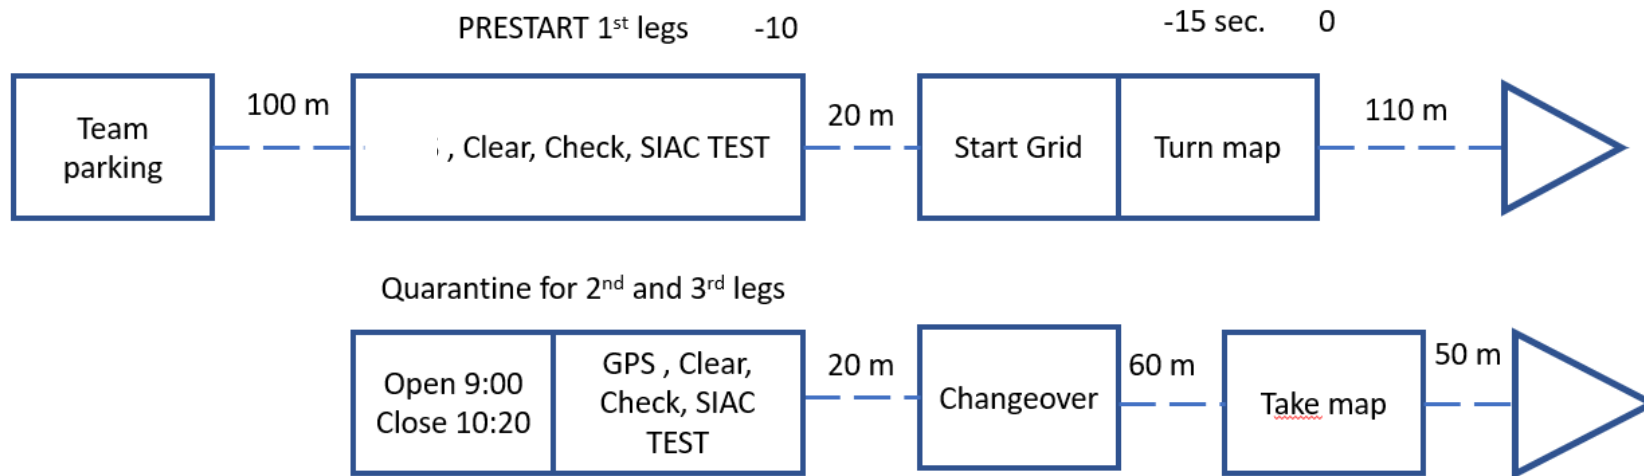 PRESTART 1st legs -10 -15 sec. 0
Team
parking
100 m
, Clear, Check, SIAC TEST
20 m
Start Grid
Turn map
110 m
Quarantine for 2nd and 3rd legs
Open 9:00
Close 10:20
GPS , Clear,
Check, SIAC
TEST
20 m
Changeover
60 m
Take map
50 m